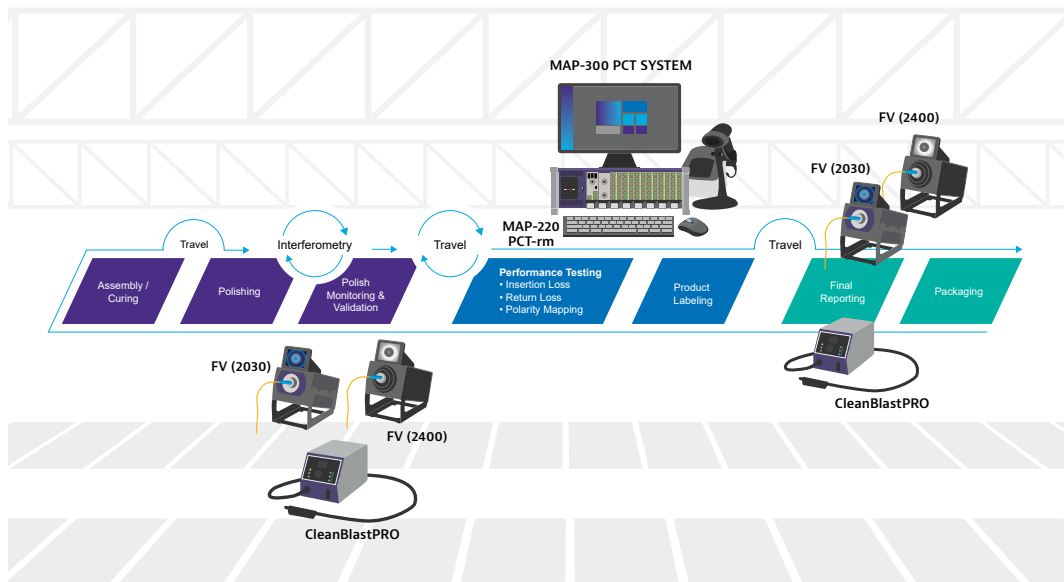 MAP-300 PCT SYSTEM
FV (2400)
FV (2030)
MAP-220
PCT-rm
Travel
Interferometry
Travel
Travel
Assembly /
Curing
Polishing
Polish
Monitoring &
Validation
Performance Testing
• Insertion Loss
• Return Loss
• Polarity Mapping
Product
Labeling
Final
Reporting
Packaging
FV (2030)
FV (2400)
CleanBlastPRO
CleanBlastPRO